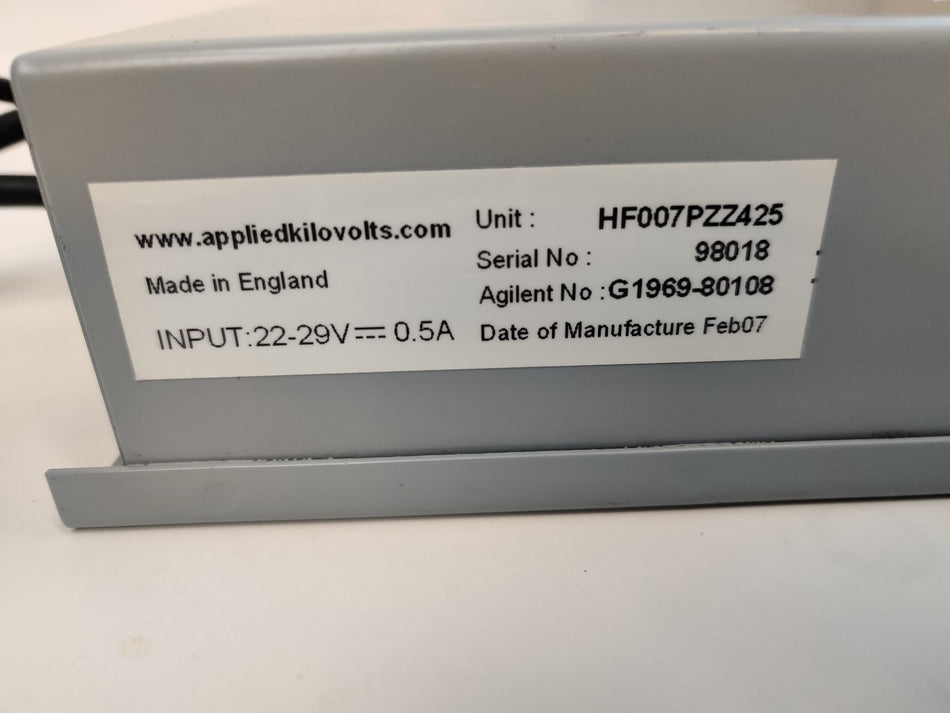 www.appliedkilovolts.com
Made in England
INPUT:22-29V⎓ 0.5A
Unit : HF007PZZ425
Serial No : 98018
Agilent No :G1969-80108
Date of Manufacture Feb07